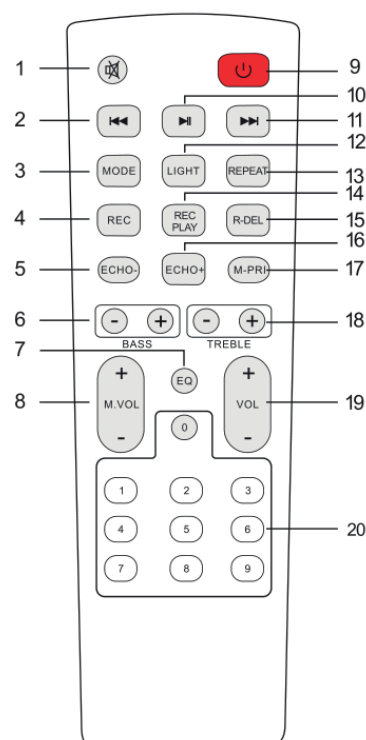 1 9
10
2 11
12
3 MODE LIGHT REPEAT 13
14
4 REC REC PLAY R-DEL 15
16
5 ECHO- ECHO+ M-PRI 17
6 - + - + 18
BASS TREBLE
7
+ EQ +
8 M.VOL VOL 19
- 0 -
1 2 3
4 5 6 20
7 8 9